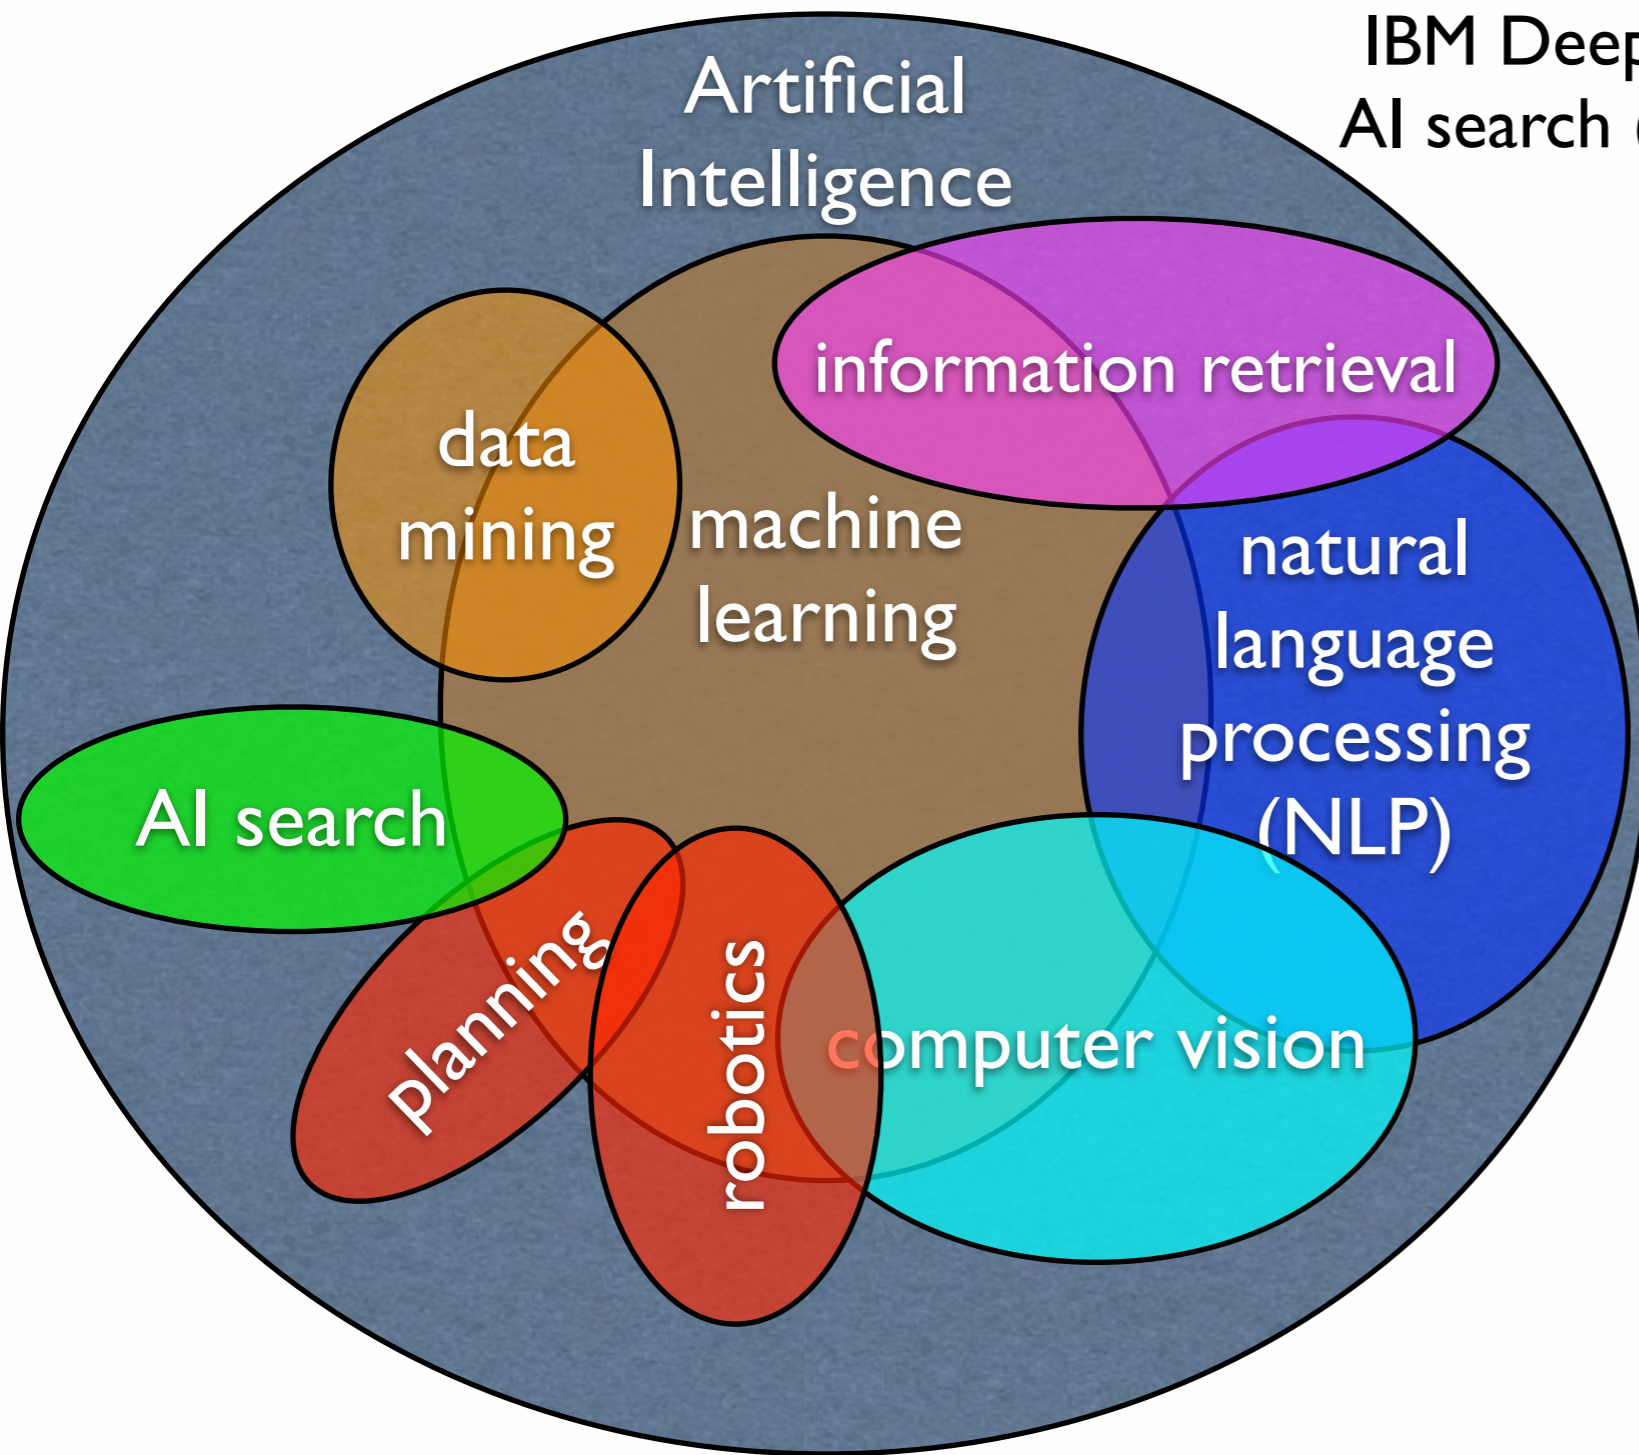 IBM Deep
AI search (
Artificial
Intelligence
information retrieval
data
mining
machine
learning
natural
language
processing
(NLP)
AI search
planning
robotics
computer vision